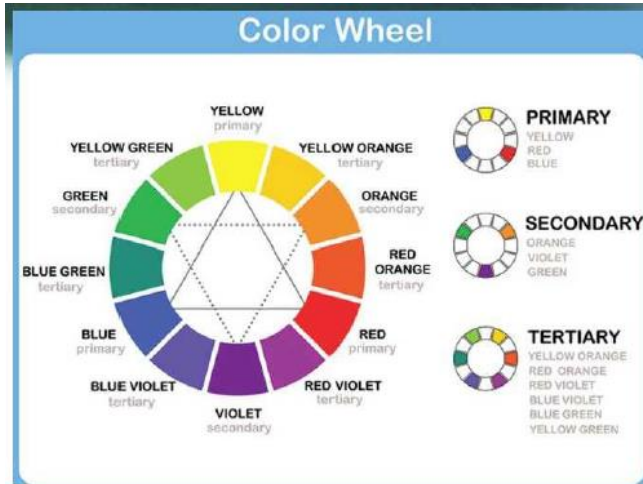 Color Wheel
YELLOW
primary
YELLOW GREEN
tertiary
YELLOW ORANGE
tertiary
GREEN
secondary
ORANGE
secondary
BLUE GREEN
tertiary
RED
ORANGE
tertiary
BLUE
primary
RED
primary
BLUE VIOLET
tertiary
RED VIOLET
tertiary
VIOLET
secondary
PRIMARY
YELLOW
RED
BLUE
SECONDARY
ORANGE
VIOLET
GREEN
TERTIARY
YELLOW ORANGE
RED ORANGE
RED VIOLET
BLUE VIOLET
BLUE GREEN
YELLOW GREEN